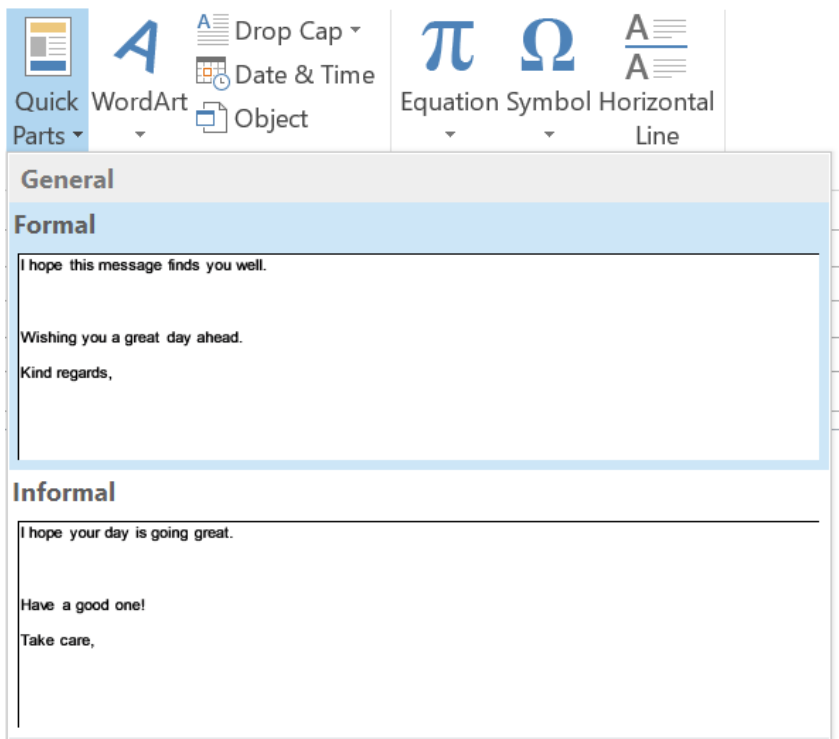 Quick Parts
WordArt
Drop Cap
Date & Time
Object
Equation
Symbol
Horizontal Line
General
Formal
I hope this message finds you well.
Wishing you a great day ahead.
Kind regards,
Informal
I hope your day is going great.
Have a good one!
Take care,